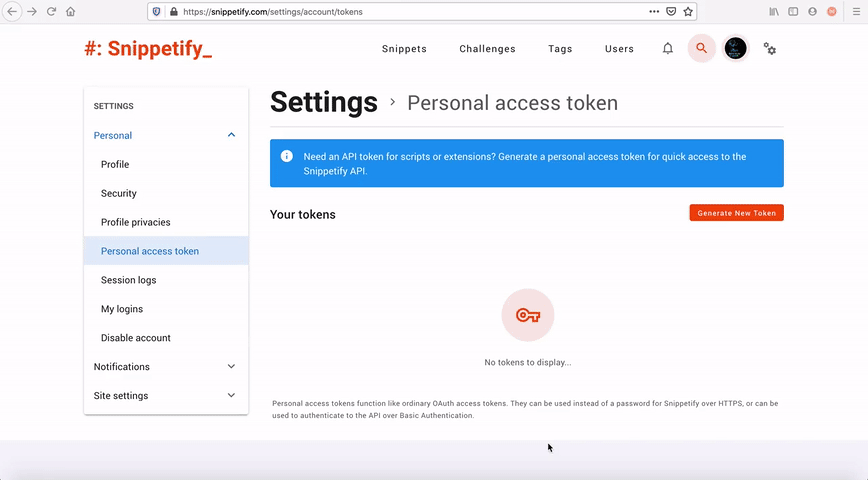 https://snippetify.com/settings/account/tokens
#: Snippetify_
Snippets
Challenges
Tags
Users
SETTINGS
Personal
Profile
Security
Profile privacies
Personal access token
Session logs
My logins
Disable account
Notifications
Site settings
Settings > Personal access token
Need an API token for scripts or extensions? Generate a personal access token for quick access to the
Snippetify API.
Your tokens
Generate New Token
No tokens to display...
Personal access tokens function like ordinary OAuth access tokens. They can be used instead of a password for Snippetify over HTTPS, or can be
used to authenticate to the API over Basic Authentication.